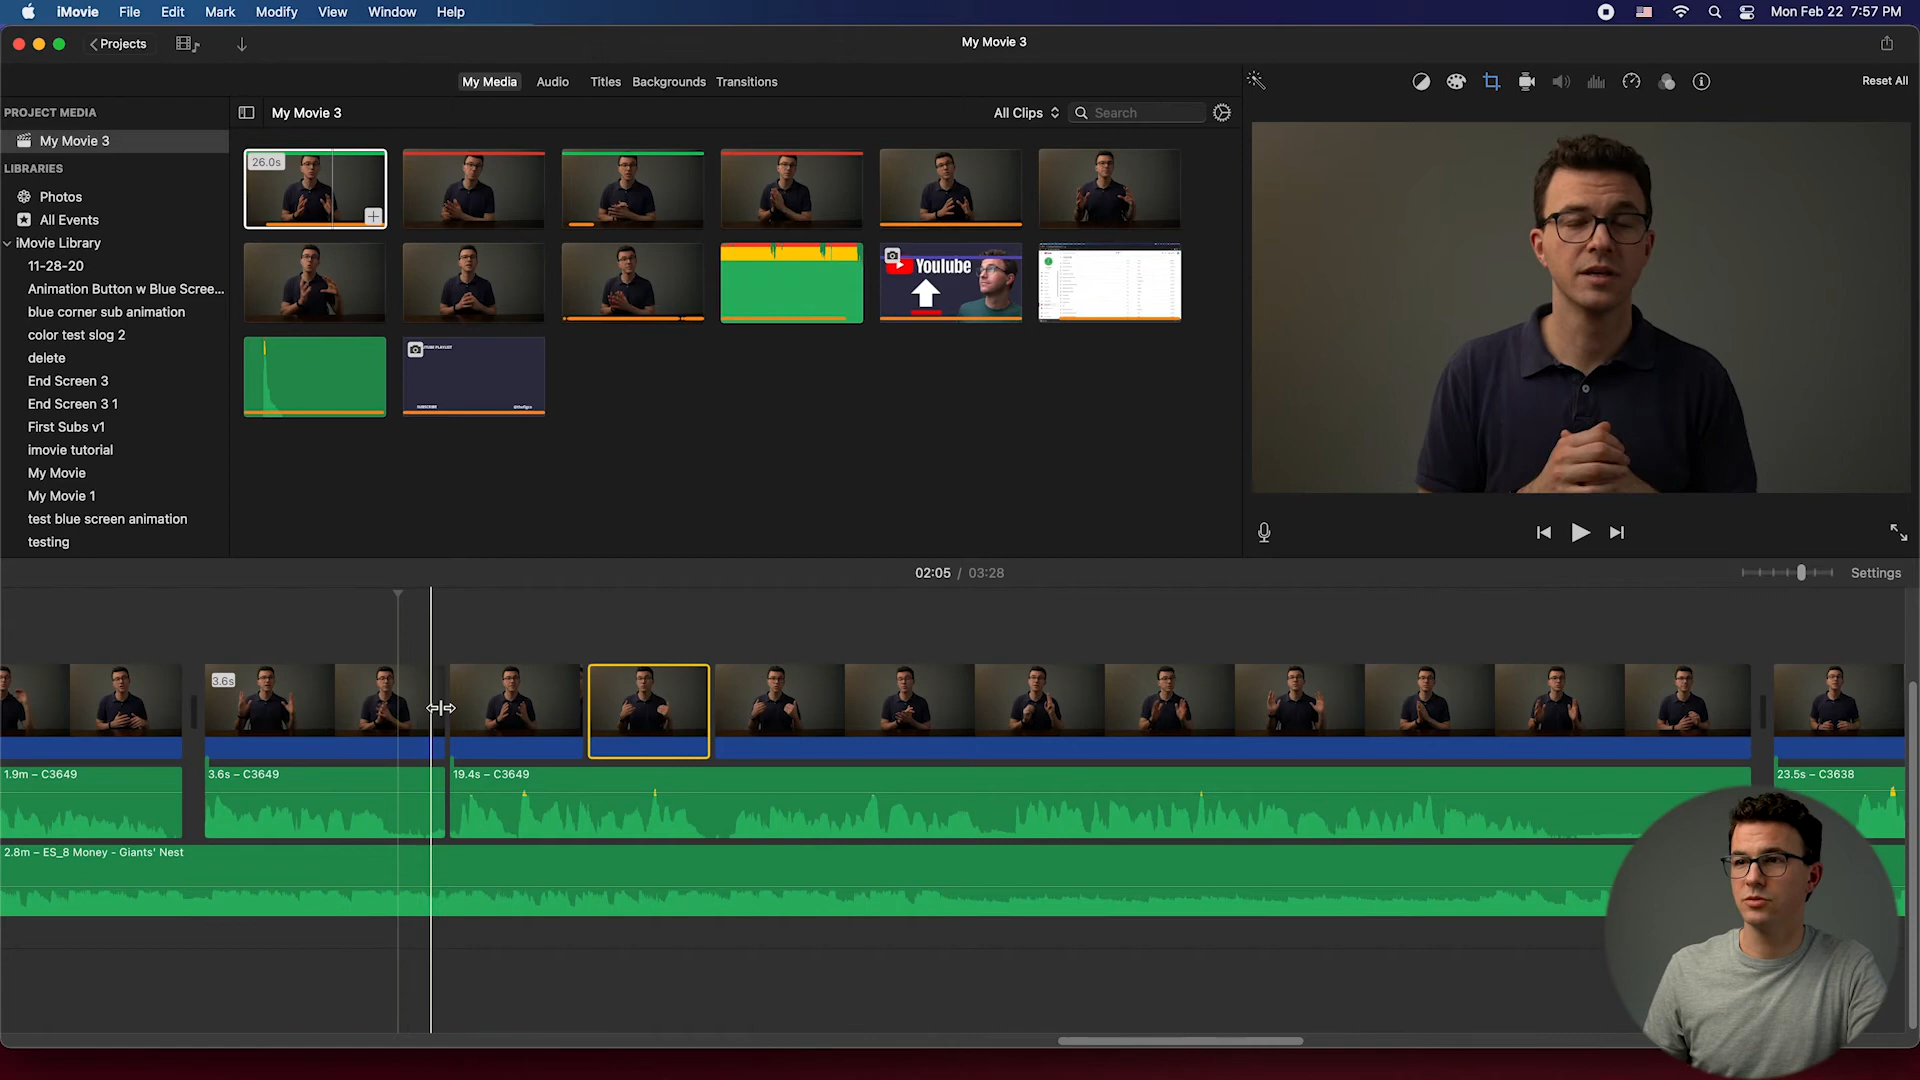 iMovie File Edit Mark Modify View Window Help
Mon Feb 22 7:57 PM
Projects
My Movie 3
My Media Audio Titles Backgrounds Transitions
Reset All
PROJECT MEDIA
My Movie 3
LIBRARIES
Photos
All Events
iMovie Library
11-28-20
Animation Button w Blue Scree...
blue corner sub animation
color test slog 2
delete
End Screen 3
End Screen 3 1
First Subs v1
imovie tutorial
My Movie
My Movie 1
test blue screen animation
testing
My Movie 3
All Clips
Search
26.0s
YouTube
SUBSCRIBE
02:05 / 03:28
Settings
3.6s
1.9m – C3649
3.6s – C3649
19.4s – C3649
23.5s – C3638
2.8m – ES_8 Money - Giants' Nest